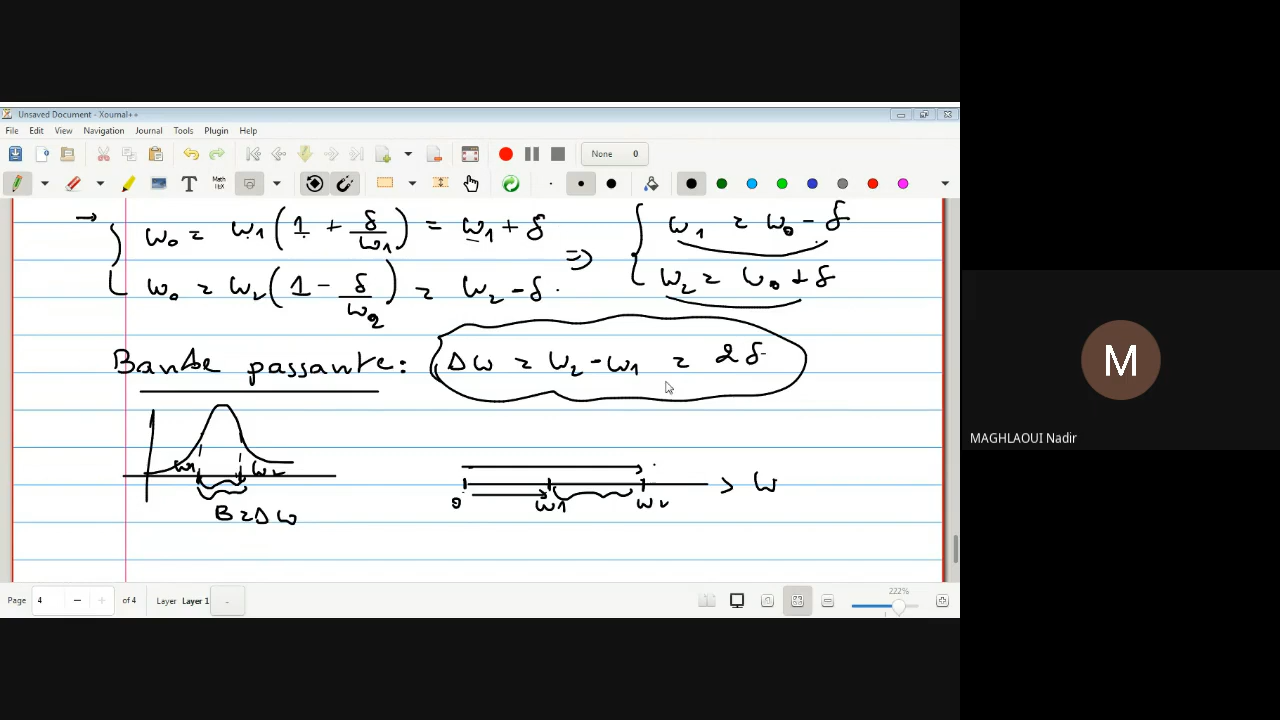 Unsaved Document - Xournal++
File Edit View Navigation Journal Tools Plugin Help
None 0
→ { ω₀ = ω₁(1 + δ/ω₁) = ω₁ + δ
ω₀ = ω₂(1 - δ/ω₂) = ω₂ - δ
⇒ { ω₁ = ω₀ - δ
ω₂ = ω₀ + δ
Bande passante: Δω = ω₂ - ω₁ = 2δ
ω₁ ω₂
B = Δω
0 ω₁ ω₂ > ω
Page 4 of 4 Layer Layer 1
222%
M
MAGHLAOUI Nadir